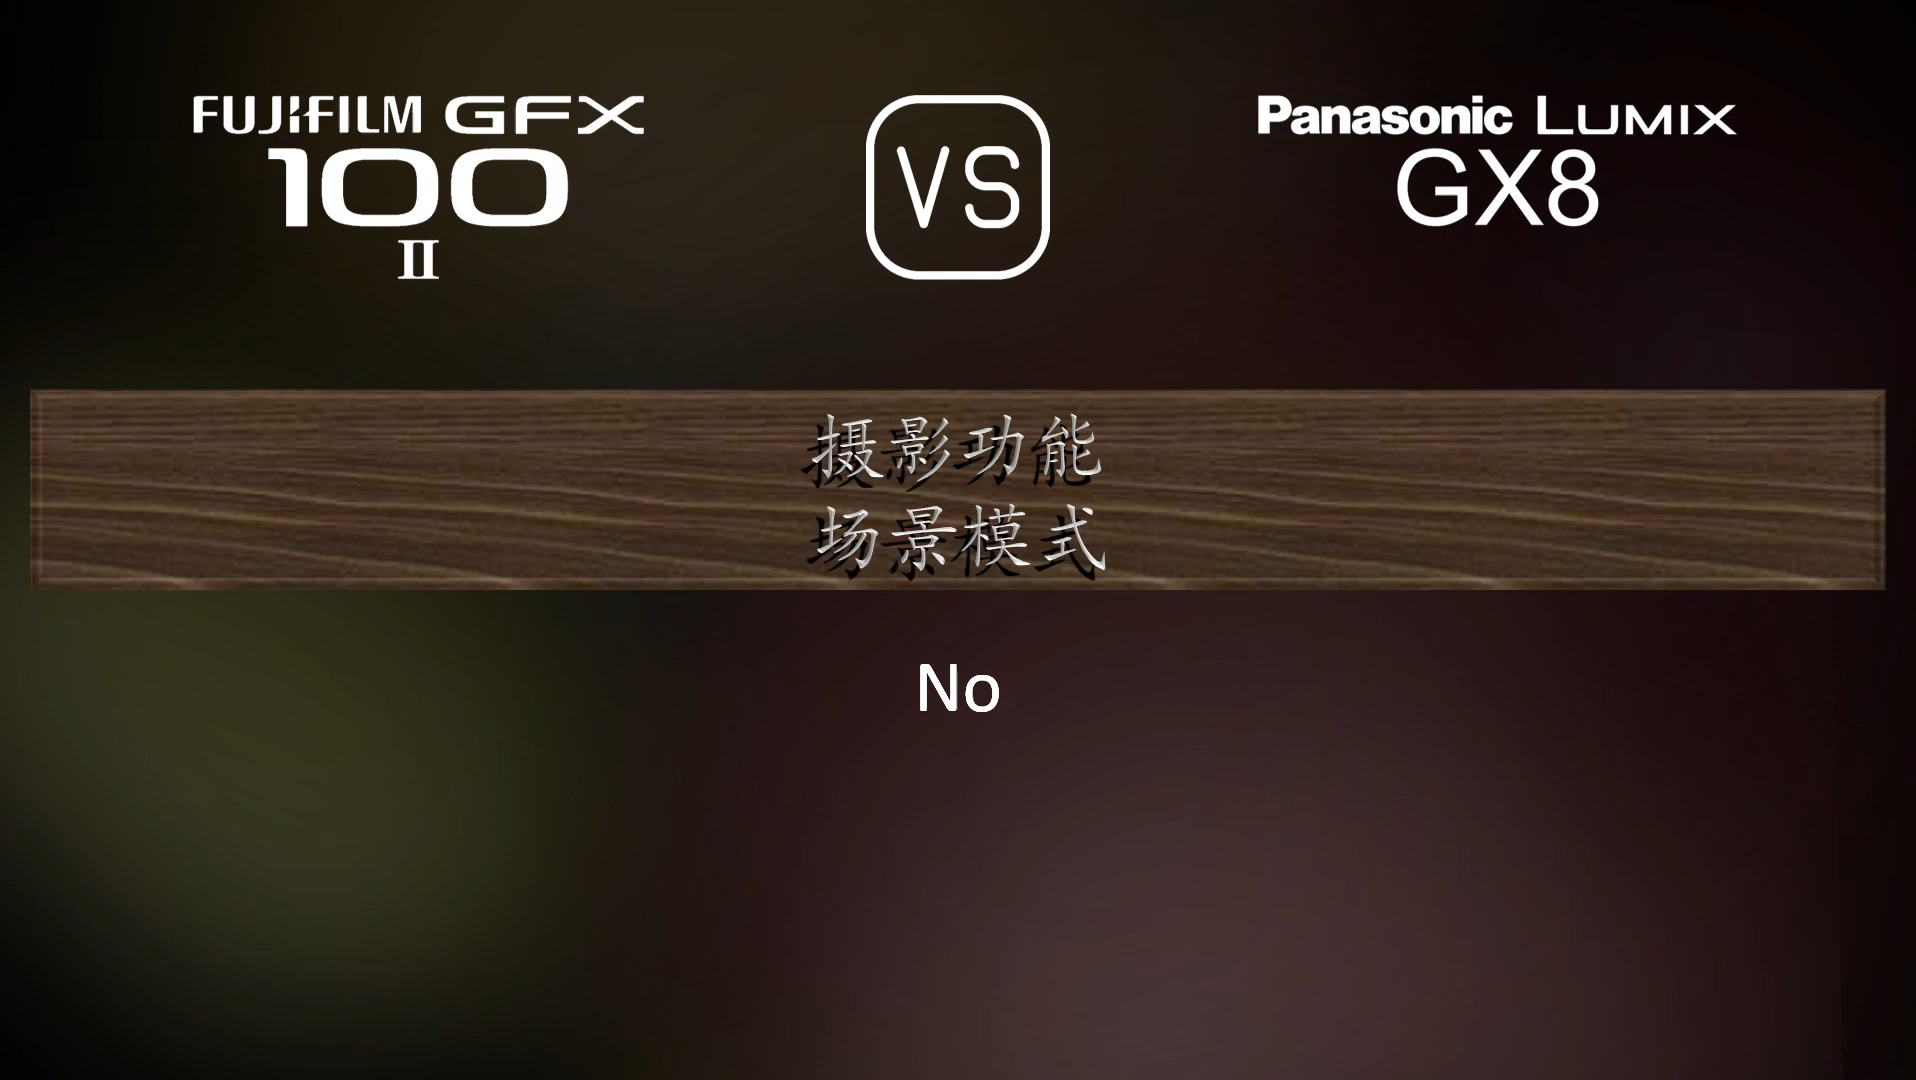 FUJIFILM GFX
100
II
VS
Panasonic LUMIX
GX8
摄影功能
场景模式
No